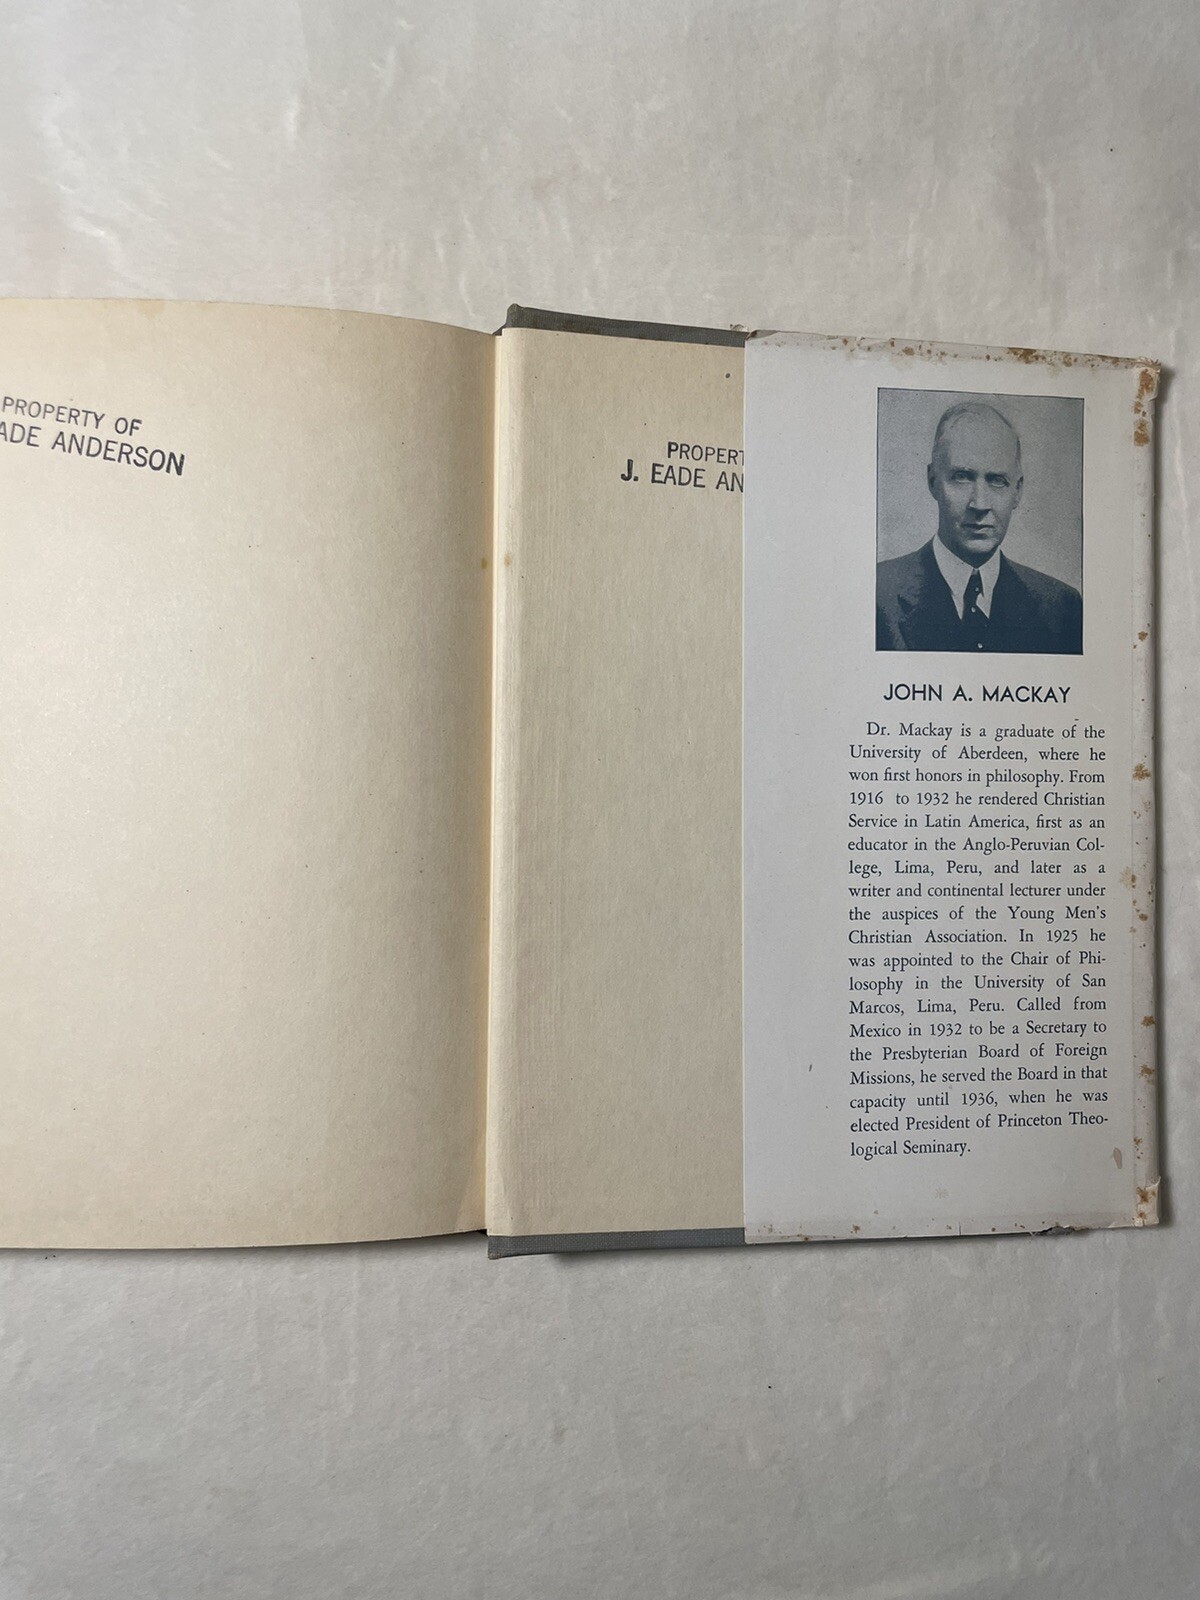 PROPERTY OF
ADE ANDERSON
PROPERT
J. EADE AN
JOHN A. MACKAY
Dr. Mackay is a graduate of the
University of Aberdeen, where he
won first honors in philosophy. From
1916 to 1932 he rendered Christian
Service in Latin America, first as an
educator in the Anglo-Peruvian Col-
lege, Lima, Peru, and later as a
writer and continental lecturer under
the auspices of the Young Men's
Christian Association. In 1925 he
was appointed to the Chair of Phi-
losophy in the University of San
Marcos, Lima, Peru. Called from
Mexico in 1932 to be a Secretary to
the Presbyterian Board of Foreign
Missions, he served the Board in that
capacity until 1936, when he was
elected President of Princeton Theo-
logical Seminary.